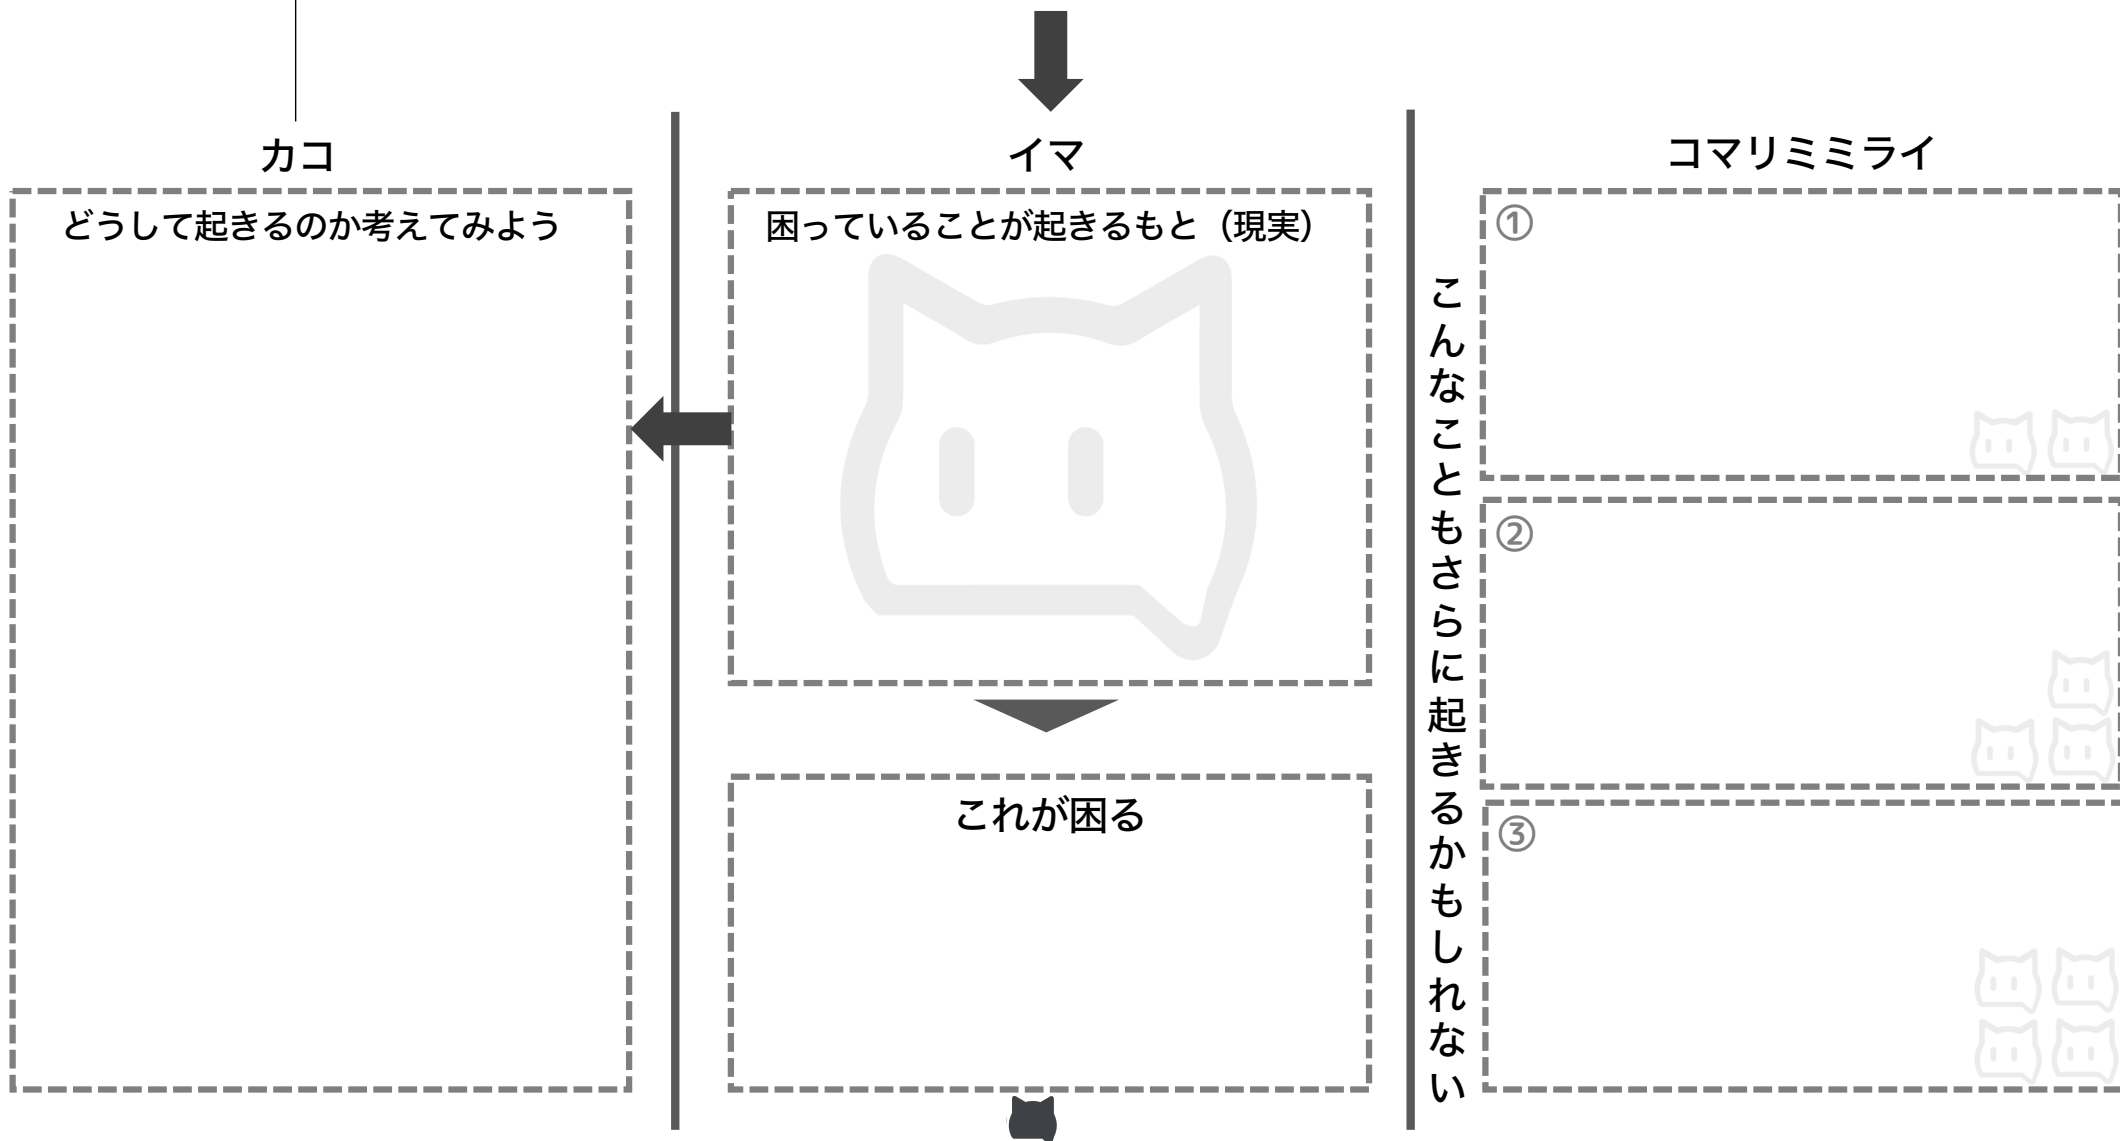 カコ
どうして起きるのか考えてみよう
イマ
困っていることが起きるもと（現実）
これが困る
コマリミミライ
こんなこともさらに起きるかもしれない
①
②
③